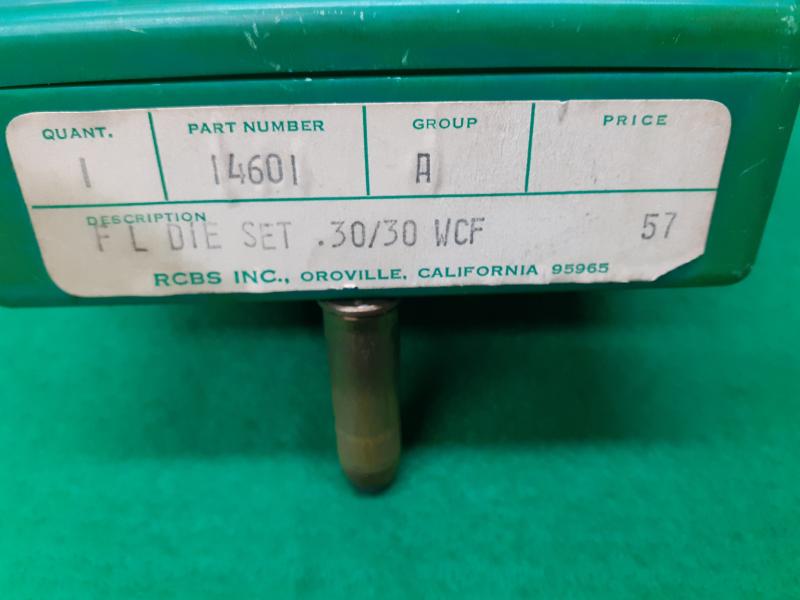 QUANT. PART NUMBER GROUP PRICE
1 14601 A
DESCRIPTION
F L DIE SET .30/30 WCF 57
RCBS INC., OROVILLE, CALIFORNIA 95965